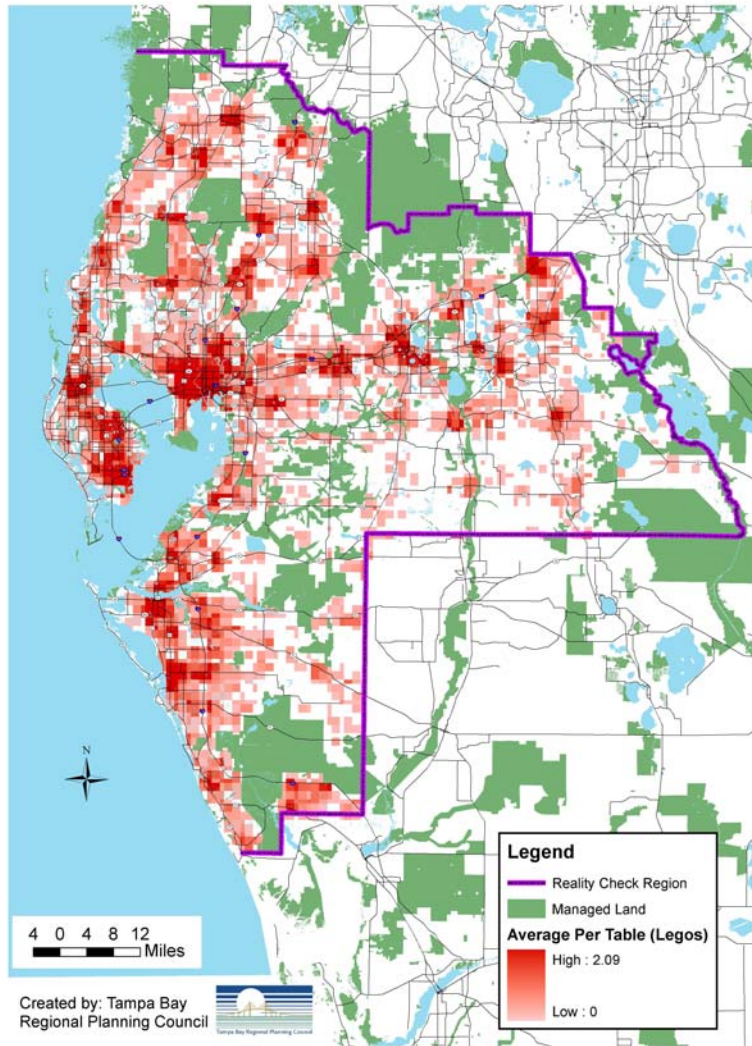 N
4 0 4 8 12
Miles
Created by: Tampa Bay
Regional Planning Council
Tampa Bay Regional Planning Council
Legend
Reality Check Region
Managed Land
Average Per Table (Legos)
High : 2.09
Low : 0